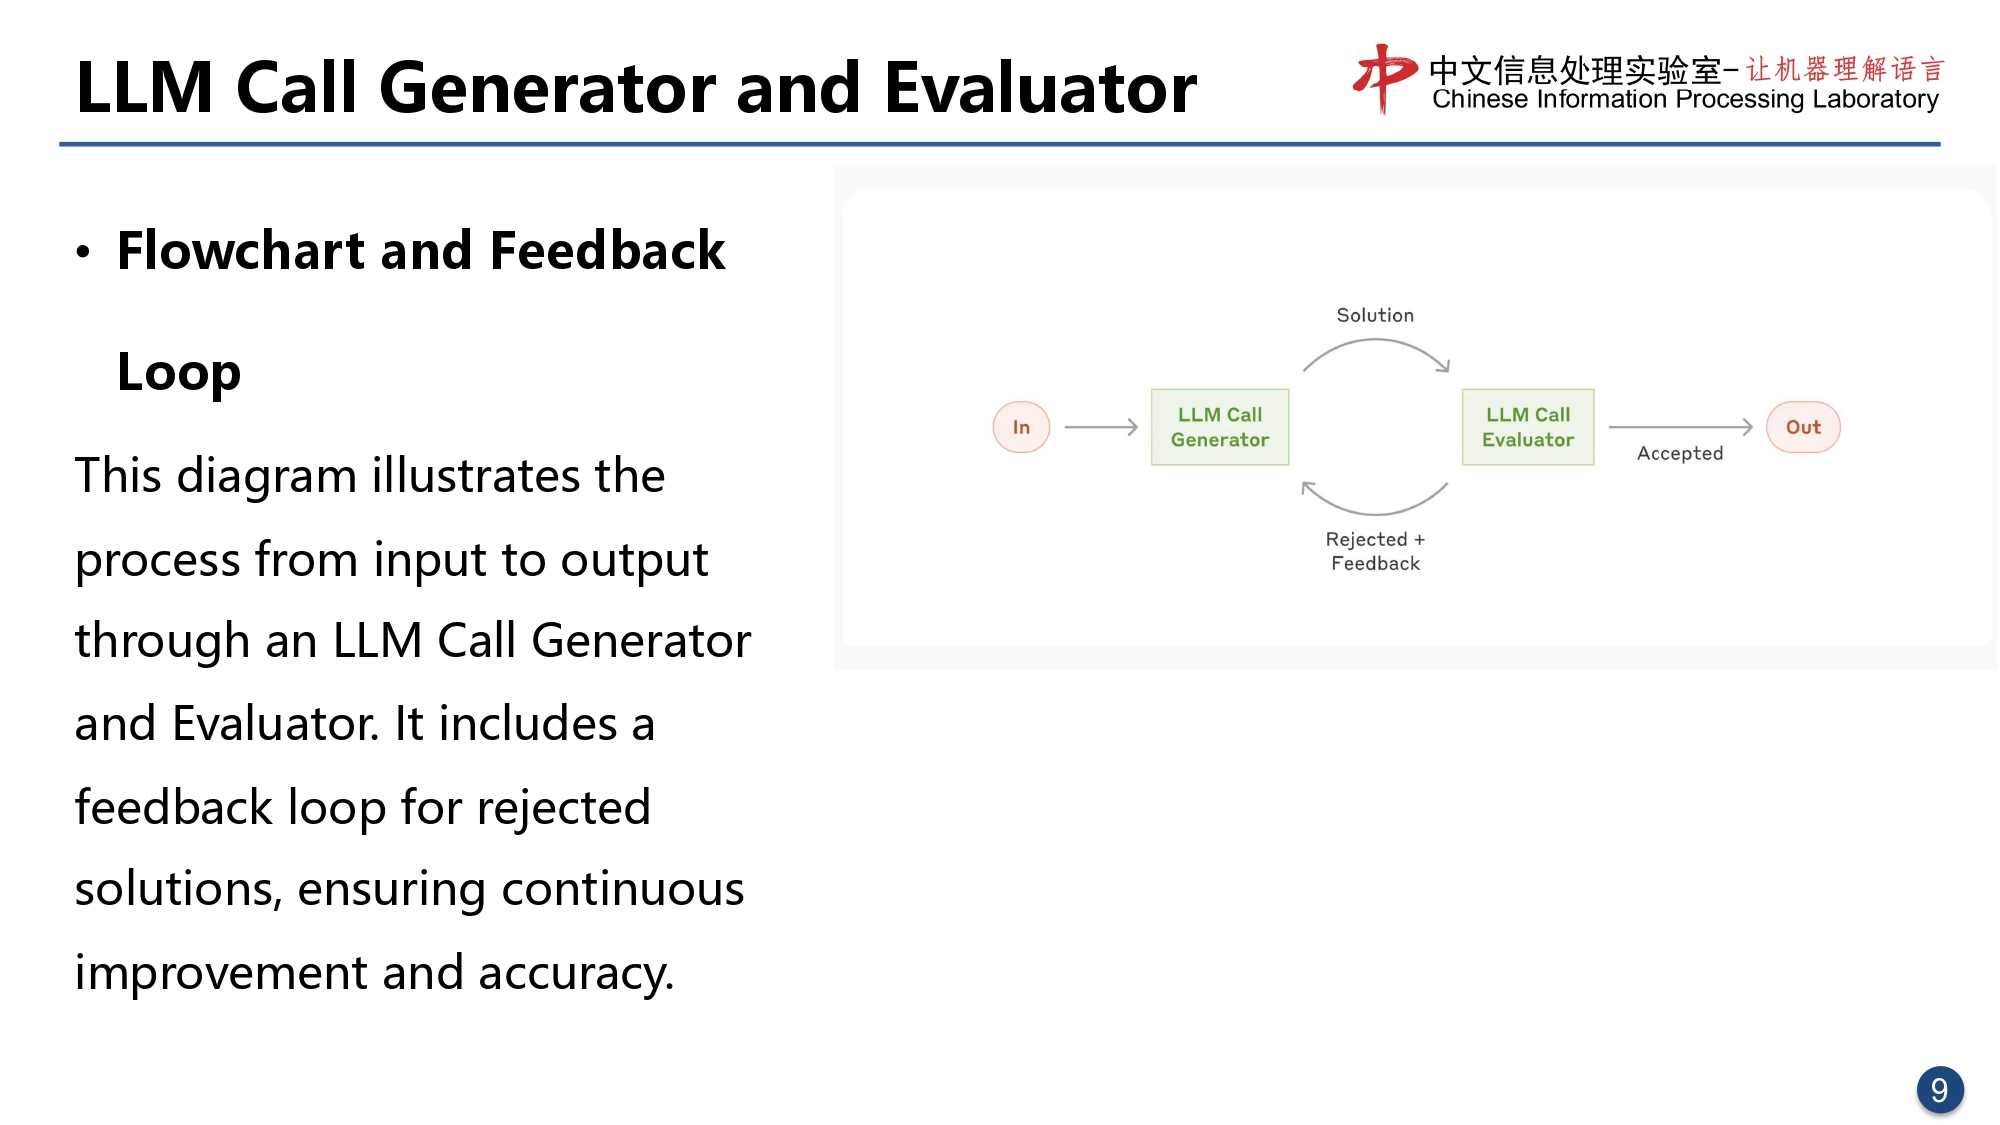 LLM Call Generator and Evaluator
中文信息处理实验室-让机器理解语言
Chinese Information Processing Laboratory
• Flowchart and Feedback
Loop
This diagram illustrates the
process from input to output
through an LLM Call Generator
and Evaluator. It includes a
feedback loop for rejected
solutions, ensuring continuous
improvement and accuracy.
Solution
In
LLM Call
Generator
LLM Call
Evaluator
Accepted
Out
Rejected +
Feedback
9